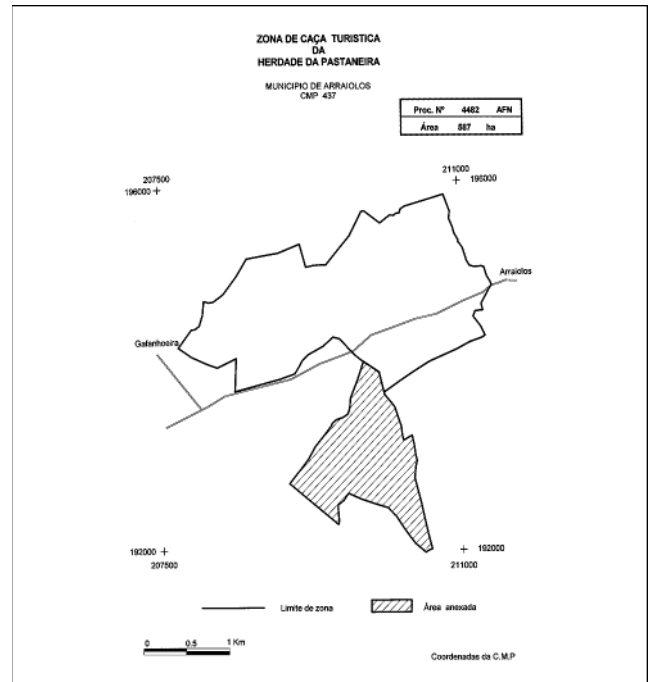 ZONA DE CAÇA TURISTICA
DA
HERDADE DA PASTANEIRA
MUNICIPIO DE ARRAIOLOS
CMP 437
Proc. Nº 4482 AFN
Área 587 ha
207500
196000
211000
196000
Arraiolos
Gafanhoeira
192000
207500
192000
211000
Limite de zona
Área anexada
0 0.5 1 Km
Coordenadas da C.M.P